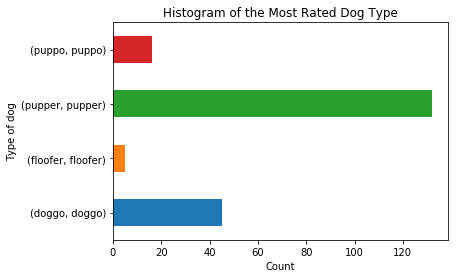 Histogram of the Most Rated Dog Type
Type of dog
(puppo, puppo)
(pupper, pupper)
(floofer, floofer)
(doggo, doggo)
0 20 40 60 80 100 120
Count